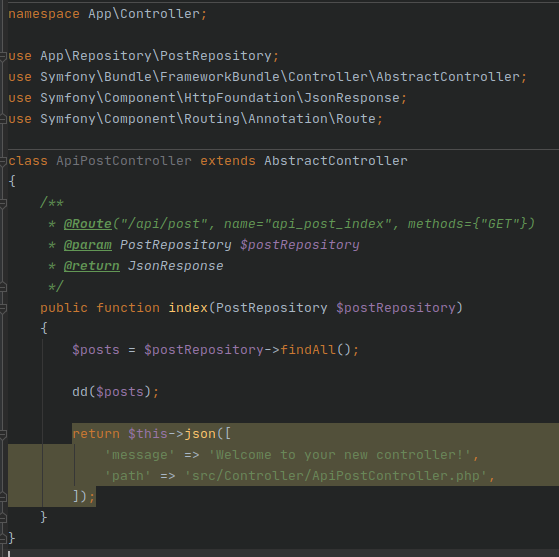 namespace App\Controller;
use App\Repository\PostRepository;
use Symfony\Bundle\FrameworkBundle\Controller\AbstractController;
use Symfony\Component\HttpFoundation\JsonResponse;
use Symfony\Component\Routing\Annotation\Route;
class ApiPostController extends AbstractController
{
    /**
     * @Route("/api/post", name="api_post_index", methods={"GET"})
     * @param PostRepository $postRepository
     * @return JsonResponse
     */
    public function index(PostRepository $postRepository)
    {
        $posts = $postRepository->findAll();
        dd($posts);
        return $this->json([
            'message' => 'Welcome to your new controller!',
            'path' => 'src/Controller/ApiPostController.php',
        ]);
    }
}